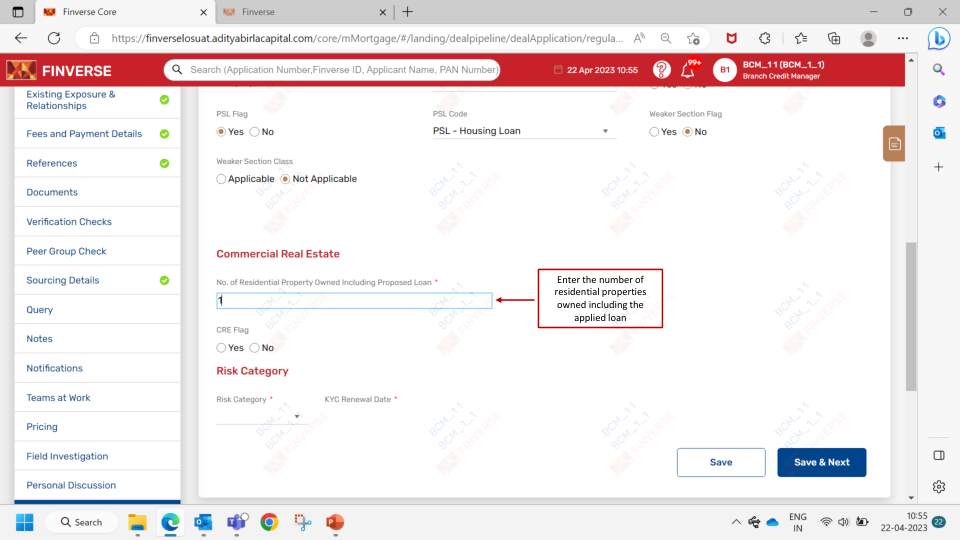 Finverse Core
Finverse
https://finverselosuat.adityabirlacapital.com/core/mMortgage/#/landing/dealpipeline/dealApplication/regula...
FINVERSE
Search (Application Number,Finverse ID, Applicant Name, PAN Number)
22 Apr 2023 10:55
99+
B1
BCM_11 (BCM_1_1)
Branch Credit Manager
Existing Exposure &
Relationships
Fees and Payment Details
References
Documents
Verification Checks
Peer Group Check
Sourcing Details
Query
Notes
Notifications
Teams at Work
Pricing
Field Investigation
Personal Discussion
PSL Flag
Yes No
PSL Code
PSL - Housing Loan
Weaker Section Flag
Yes No
Weaker Section Class
Applicable Not Applicable
Commercial Real Estate
No. of Residential Property Owned Including Proposed Loan *
1
Enter the number of
residential properties
owned including the
applied loan
CRE Flag
Yes No
Risk Category
Risk Category *
KYC Renewal Date *
Save
Save & Next
BCM_11
BCM_1_1
FINVERSE
Search
ENG
IN
10:55
22-04-2023
22